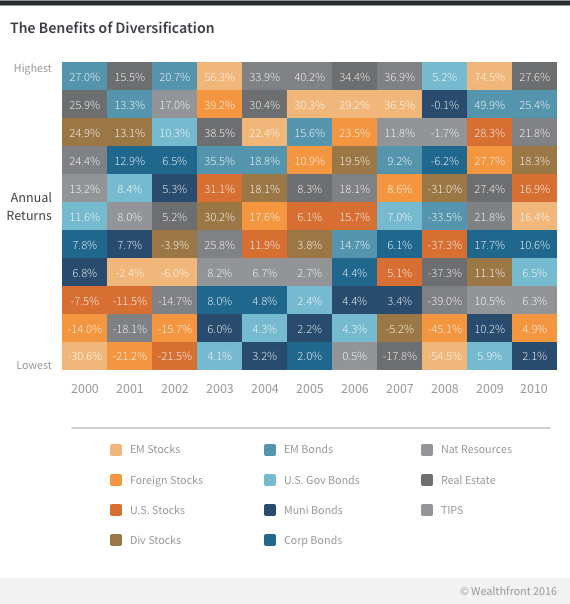 The Benefits of Diversification
Highest
27.0% 15.5% 20.7% 56.3% 33.9% 40.2% 34.4% 36.9% 5.2% 74.5% 27.6%
25.9% 13.3% 17.0% 39.2% 30.4% 30.3% 29.2% 36.5% -0.1% 49.9% 25.4%
24.9% 13.1% 10.3% 38.5% 22.4% 15.6% 23.5% 11.8% -1.7% 28.3% 21.8%
24.4% 12.9% 6.5% 35.5% 18.8% 10.9% 19.5% 9.2% -6.2% 27.7% 18.3%
13.2% 8.4% 5.3% 31.1% 18.1% 8.3% 18.1% 8.6% -31.0% 27.4% 16.9%
Annual
Returns
11.6% 8.0% 5.2% 30.2% 17.6% 6.1% 15.7% 7.0% -33.5% 21.8% 16.4%
7.8% 7.7% -3.9% 25.8% 11.9% 3.8% 14.7% 6.1% -37.3% 17.7% 10.6%
6.8% -2.4% -6.0% 8.2% 6.7% 2.7% 4.4% 5.1% -37.3% 11.1% 6.5%
-7.5% -11.5% -14.7% 8.0% 4.8% 2.4% 4.4% 3.4% -39.0% 10.5% 6.3%
-14.0% -18.1% -15.7% 6.0% 4.3% 2.2% 4.3% -5.2% -45.1% 10.2% 4.9%
-30.6% -21.2% -21.5% 4.1% 3.2% 2.0% 0.5% -17.8% -54.5% 5.9% 2.1%
Lowest
2000 2001 2002 2003 2004 2005 2006 2007 2008 2009 2010
EM Stocks EM Bonds Nat Resources
Foreign Stocks U.S. Gov Bonds Real Estate
U.S. Stocks Muni Bonds TIPS
Div Stocks Corp Bonds
© Wealthfront 2016